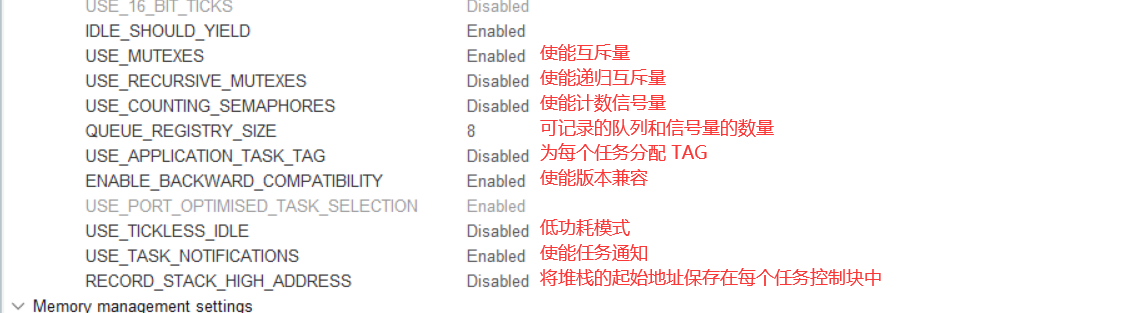 USE_16_BIT_TICKS Disabled
IDLE_SHOULD_YIELD Enabled
USE_MUTEXES Enabled 使能互斥量
USE_RECURSIVE_MUTEXES Disabled 使能递归互斥量
USE_COUNTING_SEMAPHORES Disabled 使能计数信号量
QUEUE_REGISTRY_SIZE 8 可记录的队列和信号量的数量
USE_APPLICATION_TASK_TAG Disabled 为每个任务分配 TAG
ENABLE_BACKWARD_COMPATIBILITY Enabled 使能版本兼容
USE_PORT_OPTIMISED_TASK_SELECTION Enabled
USE_TICKLESS_IDLE Disabled 低功耗模式
USE_TASK_NOTIFICATIONS Enabled 使能任务通知
RECORD_STACK_HIGH_ADDRESS Disabled 将堆栈的起始地址保存在每个任务控制块中
Memory management settings